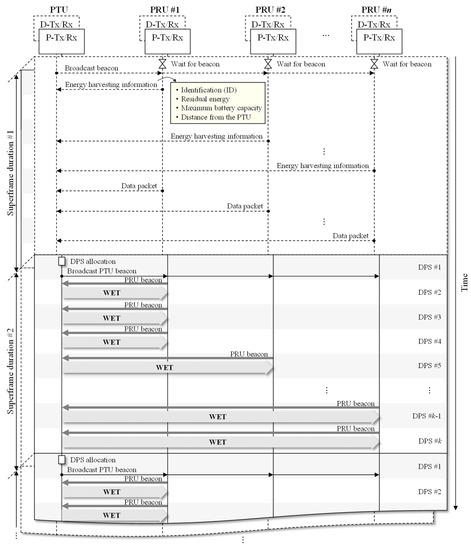 PTU PRU #1 PRU #2 PRU #n
D-Tx/Rx D-Tx/Rx D-Tx/Rx D-Tx/Rx
P-Tx/Rx P-Tx/Rx P-Tx/Rx ... P-Tx/Rx
Broadcast beacon Wait for beacon Wait for beacon Wait for beacon
Energy harvesting information
• Identification (ID)
• Residual energy
• Maximum battery capacity
• Distance from the PTU
Superframe duration #1
Energy harvesting information
Energy harvesting information
Data packet
Data packet
Data packet
DPS allocation DPS #1
Broadcast PTU beacon
Time
PRU beacon DPS #2
WET
PRU beacon DPS #3
WET
PRU beacon DPS #4
WET
Superframe duration #2
PRU beacon DPS #5
WET
PRU beacon
WET DPS #k-1
PRU beacon
WET DPS #k
DPS allocation DPS #1
Broadcast PTU beacon
PRU beacon DPS #2
WET
PRU beacon
WET